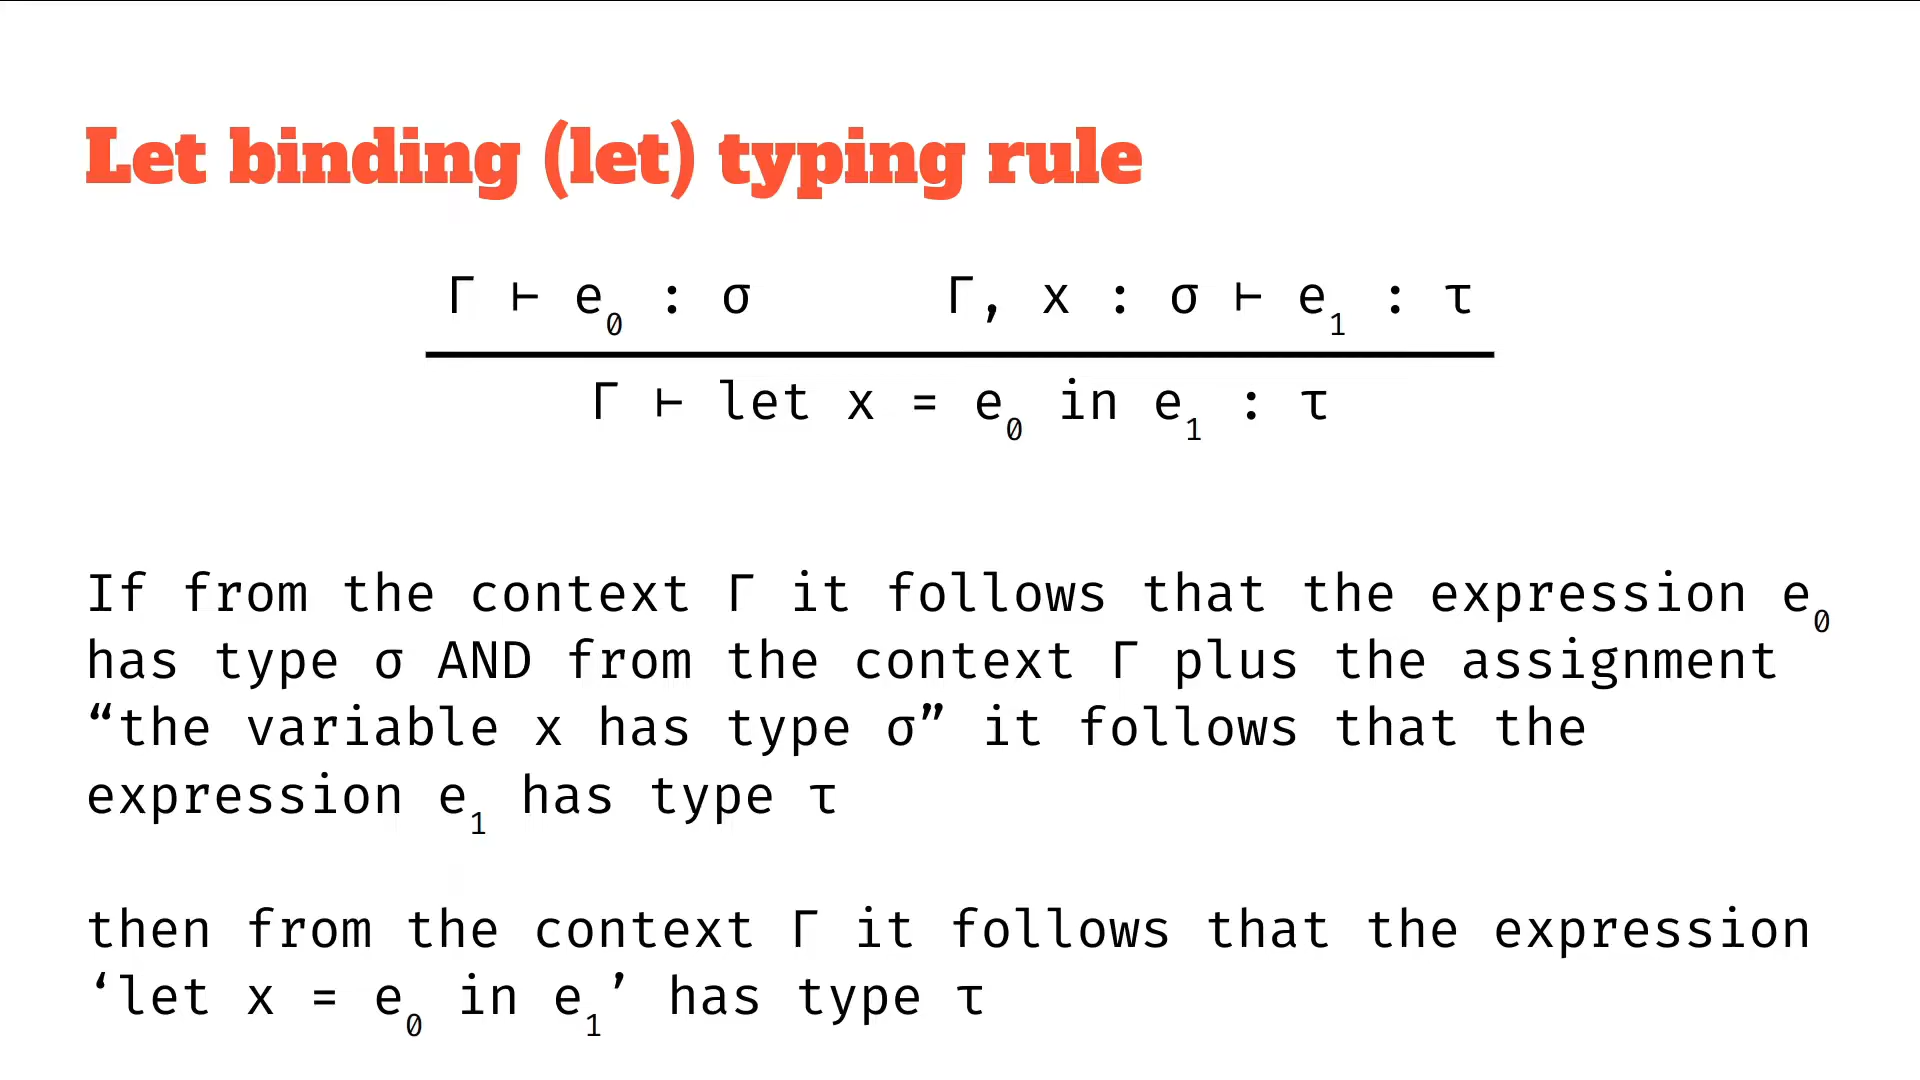 Let binding (let) typing rule
Γ ⊢ e₀ : σ Γ, x : σ ⊢ e₁ : τ
Γ ⊢ let x = e₀ in e₁ : τ
If from the context Γ it follows that the expression e₀
has type σ AND from the context Γ plus the assignment
“the variable x has type σ” it follows that the
expression e₁ has type τ
then from the context Γ it follows that the expression
‘let x = e₀ in e₁’ has type τ